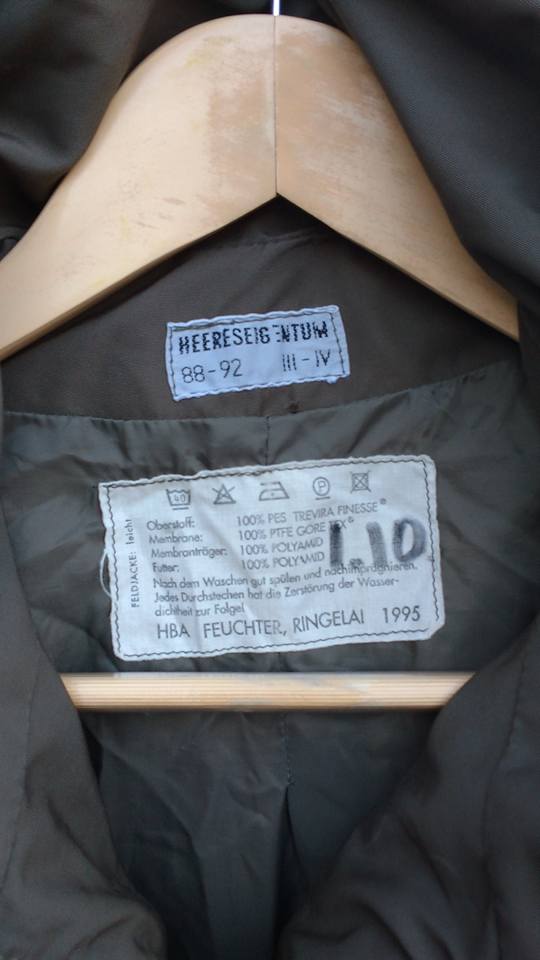 HEERESEIGENTUM
88-92 III-IV
40 P
FELDJACKE: leicht
Oberstoff: 100% PES TREVIRA FINESSE®
Membrane: 100% PTFE GORE TEX®
Membranträger: 100% POLYAMID
Futter: 100% POLYAMID
1.10
Nach dem Waschen gut spülen und nachimprägnieren.
Jedes Durchstechen hat die Zerstörung der Wasser-
dichtheit zur Folge!
HBA FEUCHTER, RINGELAI 1995